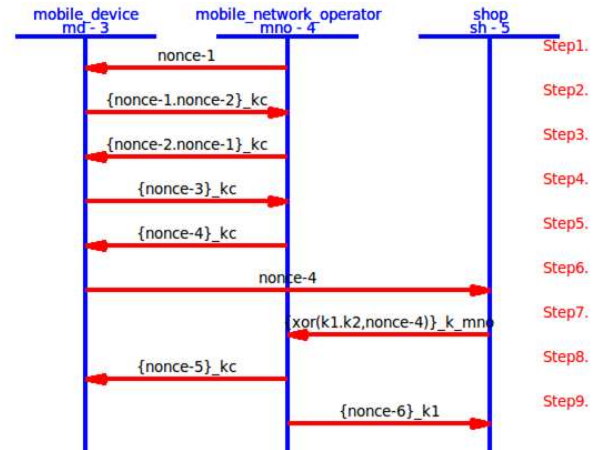 mobile_device
md - 3
mobile_network_operator
mno - 4
shop
sh - 5
Step1.
nonce-1
Step2.
{nonce-1.nonce-2}_kc
Step3.
{nonce-2.nonce-1}_kc
Step4.
{nonce-3}_kc
Step5.
{nonce-4}_kc
Step6.
nonce-4
Step7.
{xor(k1.k2,nonce-4)}_k_mno
Step8.
{nonce-5}_kc
Step9.
{nonce-6}_k1